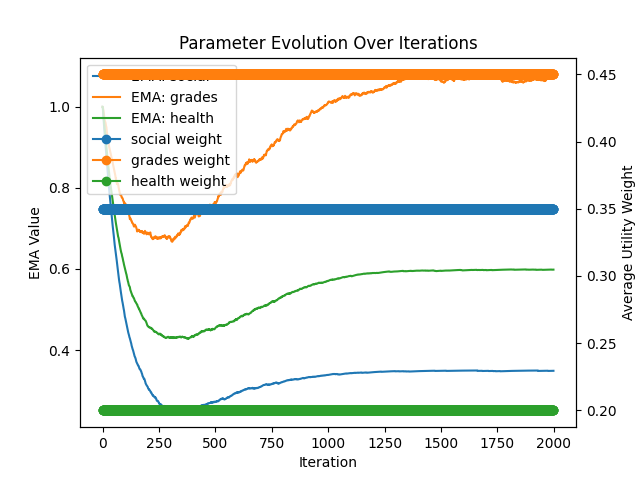 Parameter Evolution Over Iterations
EMA: social
EMA: grades
EMA: health
social weight
grades weight
health weight
1.0
0.8
0.6
0.4
EMA Value
0.45
0.40
0.35
0.30
0.25
0.20
Average Utility Weight
0 250 500 750 1000 1250 1500 1750 2000
Iteration